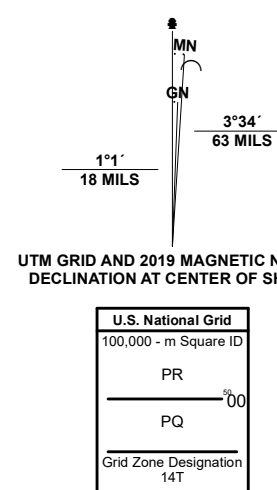 MN
GN
3°34´
63 MILS
1°1´
18 MILS
UTM GRID AND 2019 MAGNETIC N
DECLINATION AT CENTER OF SH
U.S. National Grid
100,000 - m Square ID
PR
50
00
PQ
Grid Zone Designation
14T